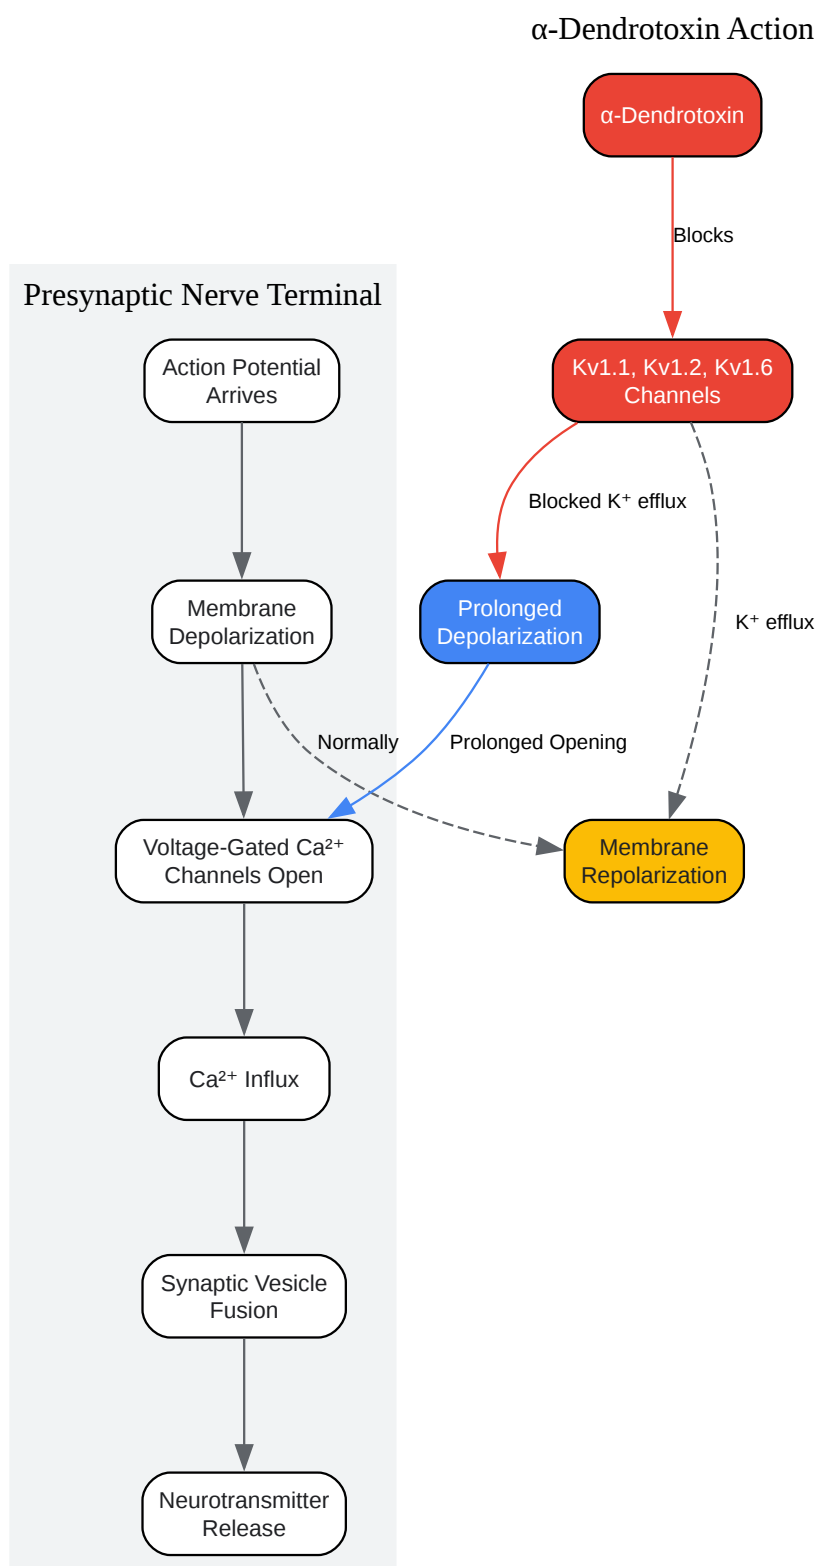 α-Dendrotoxin Action
α-Dendrotoxin
Blocks
Presynaptic Nerve Terminal
Action Potential
Arrives
Kv1.1, Kv1.2, Kv1.6
Channels
Blocked K⁺ efflux
Membrane
Depolarization
Prolonged
Depolarization
K⁺ efflux
Normally
Prolonged Opening
Voltage-Gated Ca²⁺
Channels Open
Membrane
Repolarization
Ca²⁺ Influx
Synaptic Vesicle
Fusion
Neurotransmitter
Release